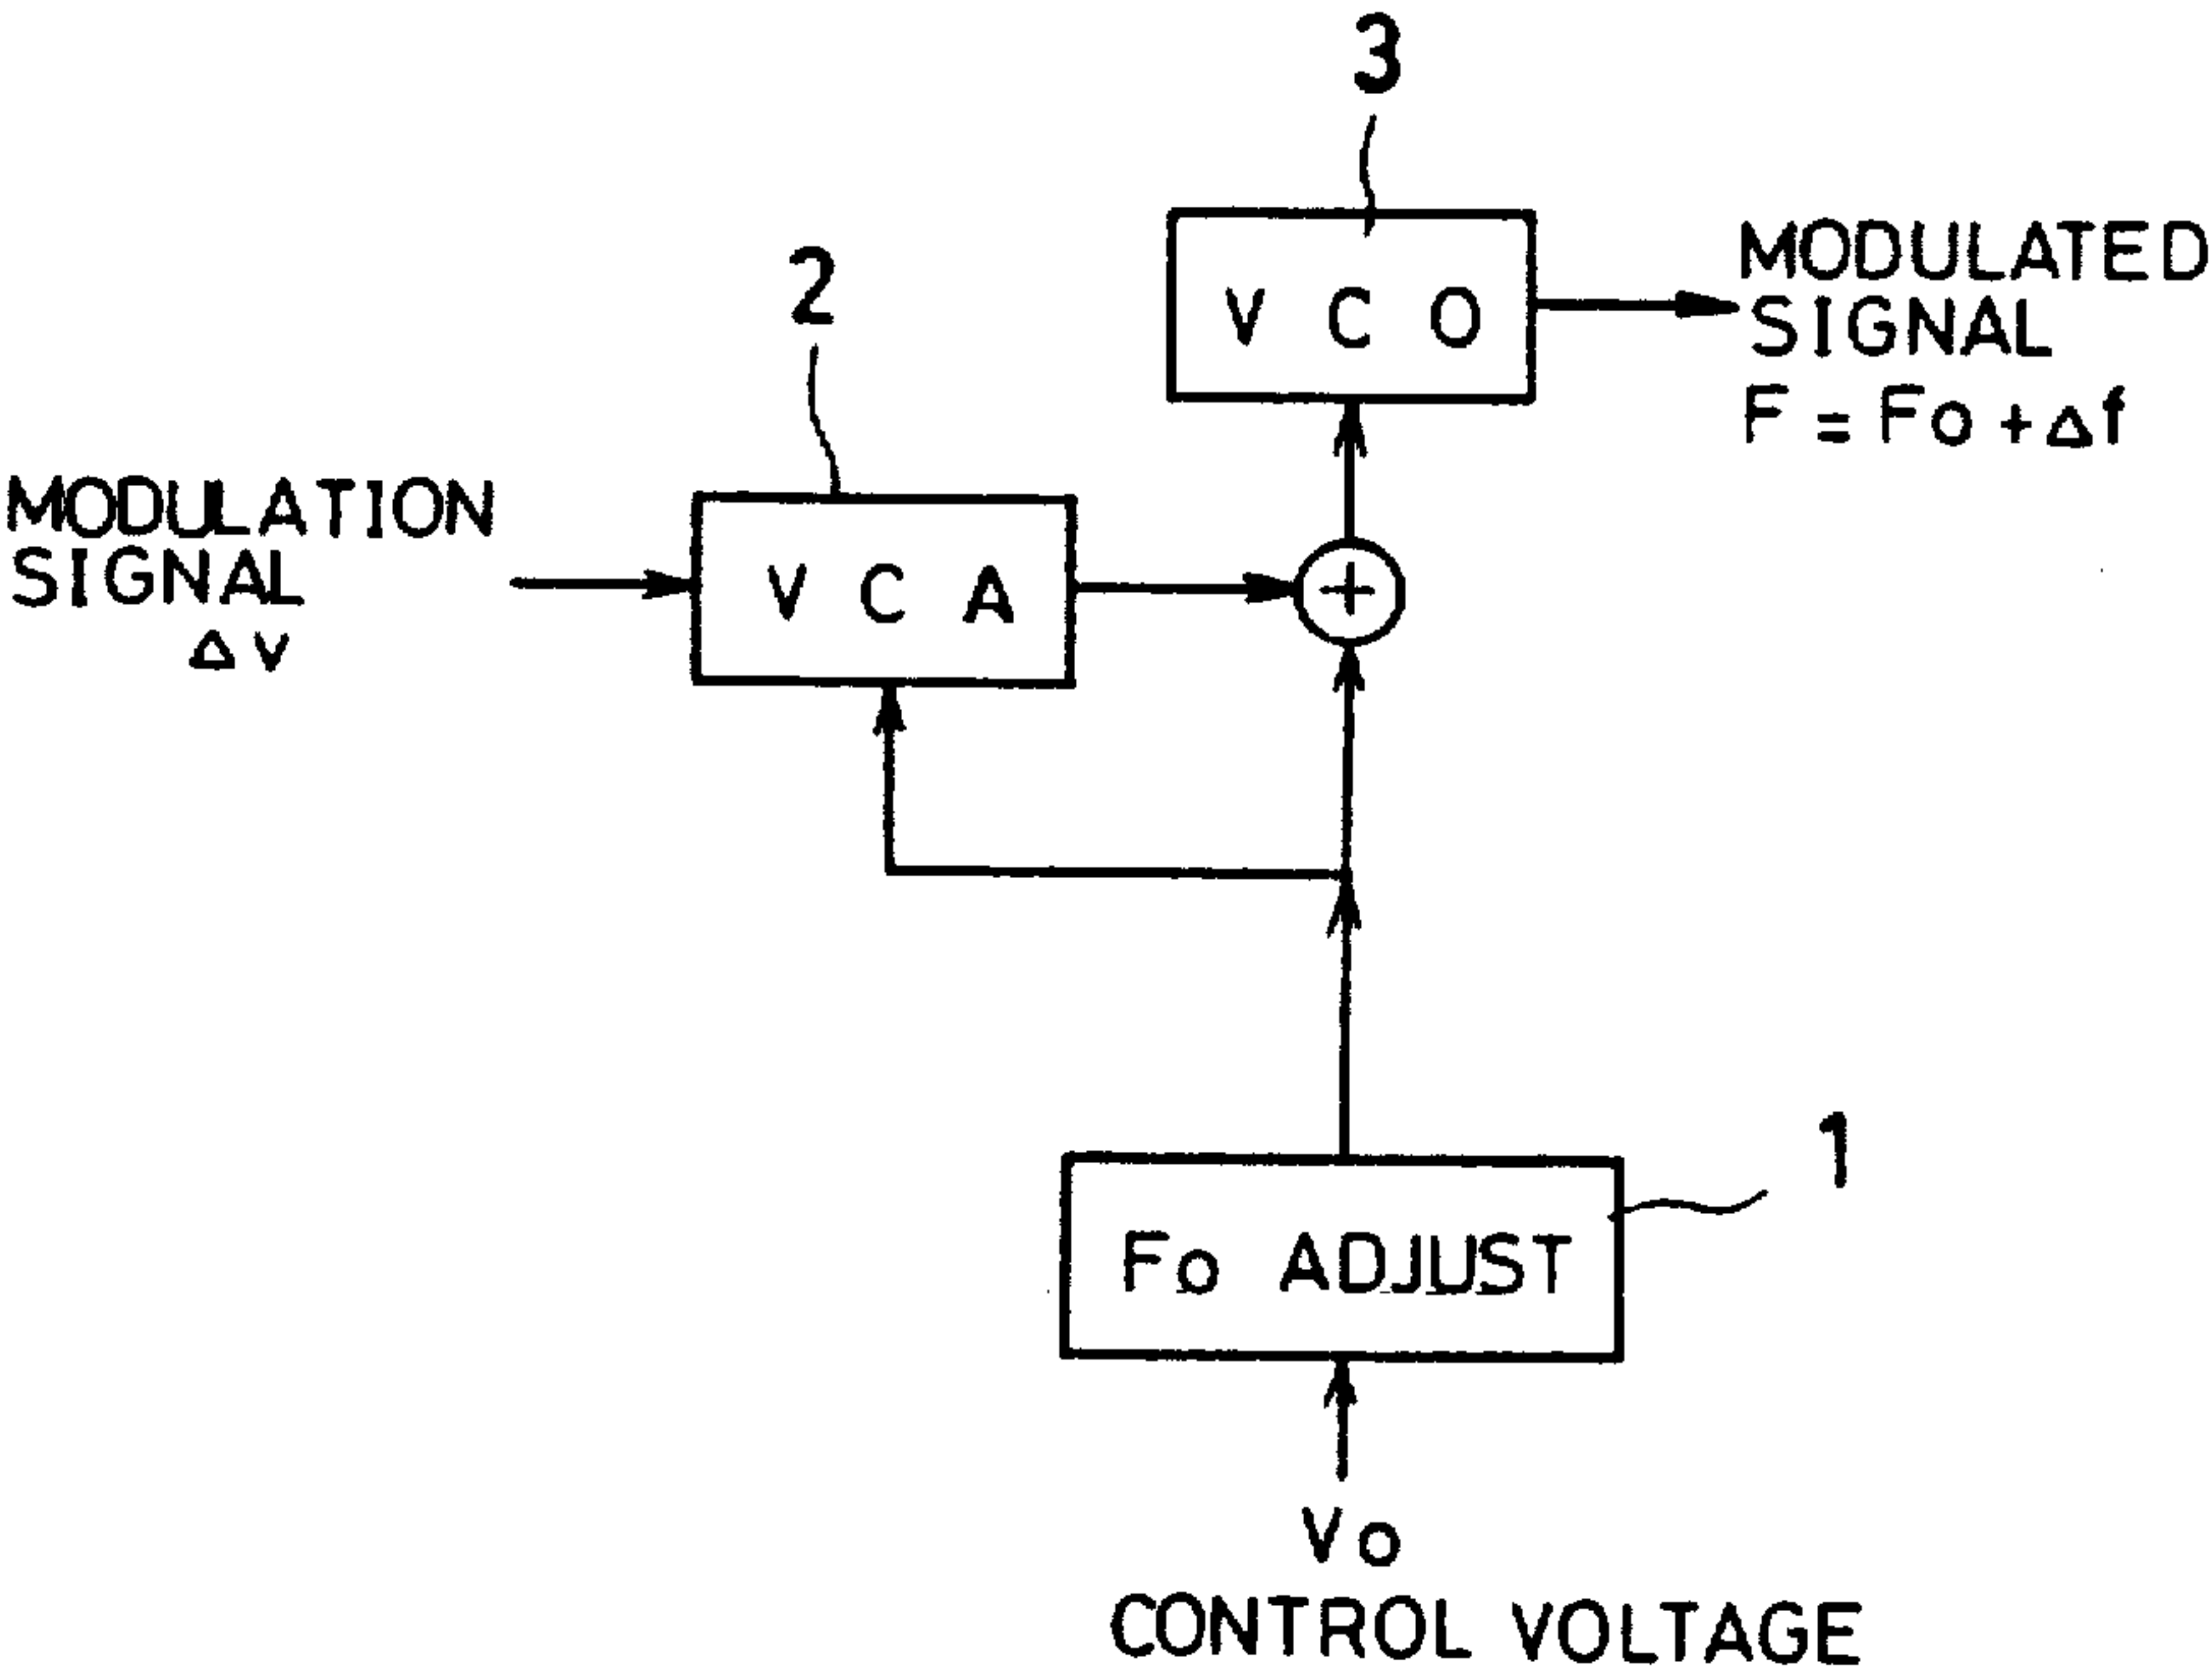 3
2
V C O
MODULATED
SIGNAL
F = Fo + Δf
MODULATION
SIGNAL
Δv
V C A
+
1
Fo ADJUST
Vo
CONTROL VOLTAGE